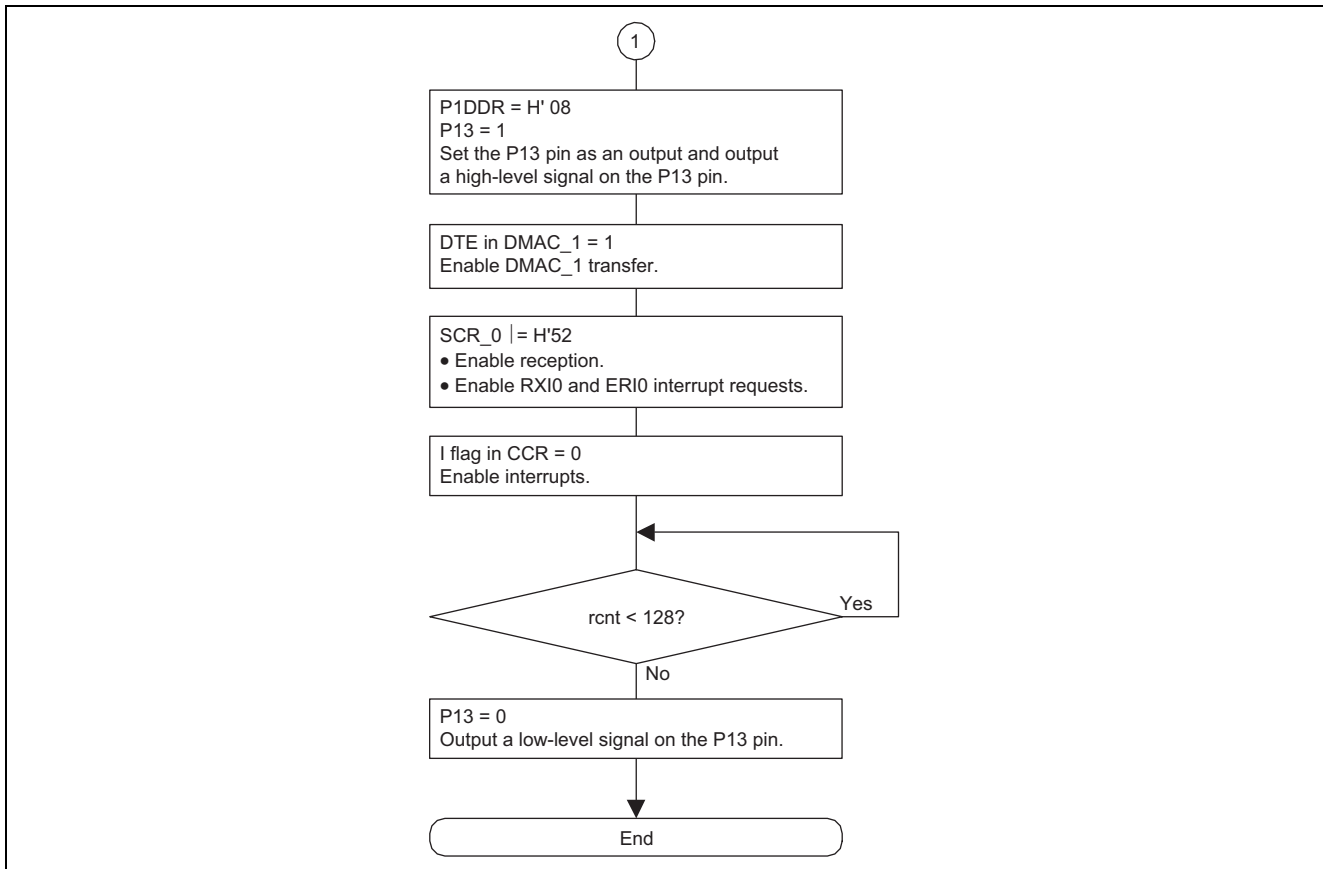 1
P1DDR = H' 08
P13 = 1
Set the P13 pin as an output and output
a high-level signal on the P13 pin.
DTE in DMAC_1 = 1
Enable DMAC_1 transfer.
SCR_0 |= H'52
• Enable reception.
• Enable RXI0 and ERI0 interrupt requests.
I flag in CCR = 0
Enable interrupts.
rcnt < 128?
Yes
No
P13 = 0
Output a low-level signal on the P13 pin.
End